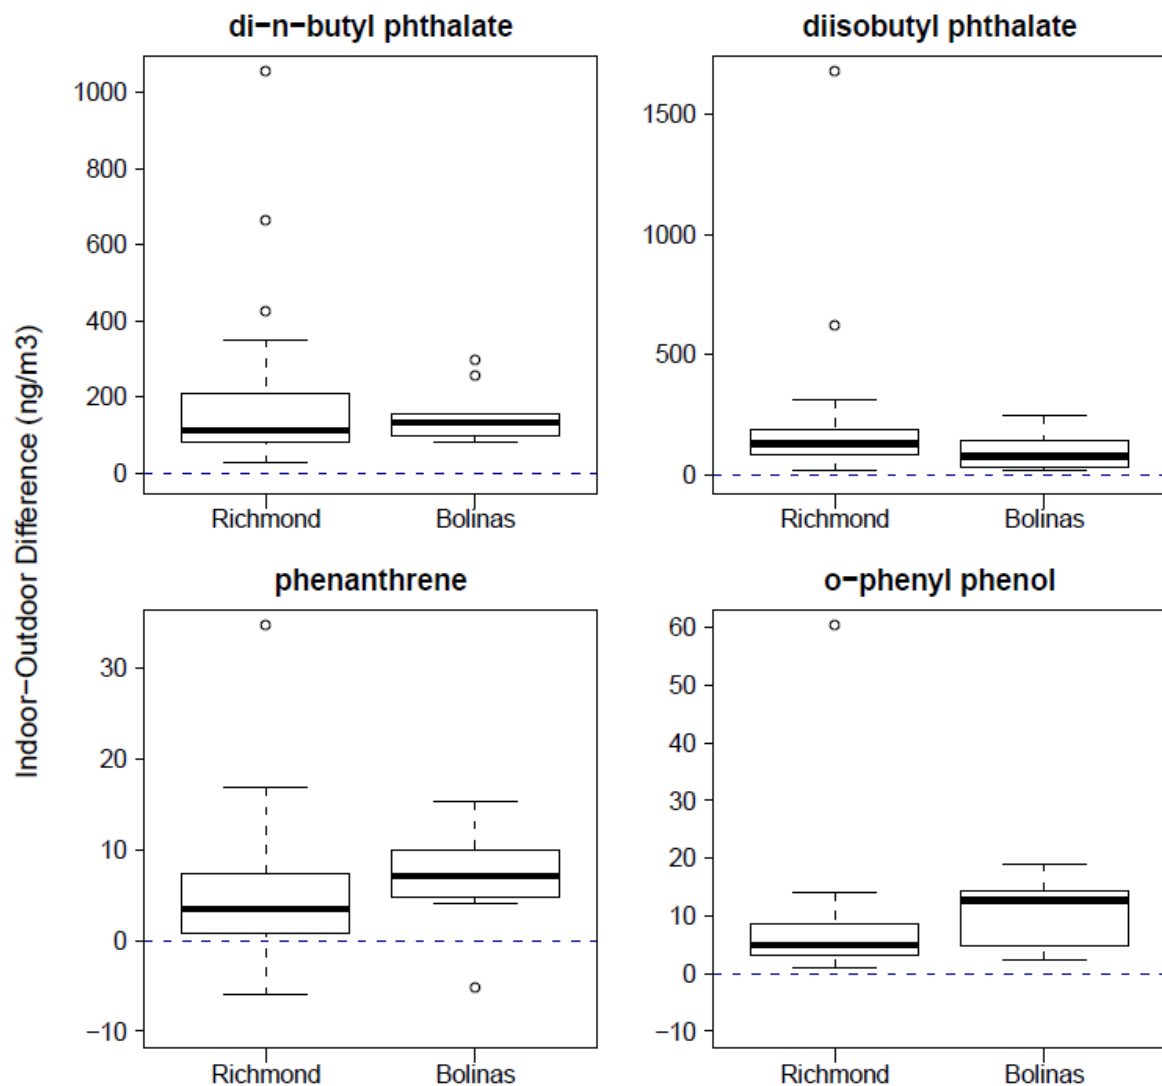 di−n−butyl phthalate
1000
800
600
400
200
0
Richmond Bolinas
diisobutyl phthalate
1500
1000
500
0
Richmond Bolinas
Indoor−Outdoor Difference (ng/m3)
phenanthrene
30
20
10
0
−10
Richmond Bolinas
o−phenyl phenol
60
50
40
30
20
10
0
−10
Richmond Bolinas